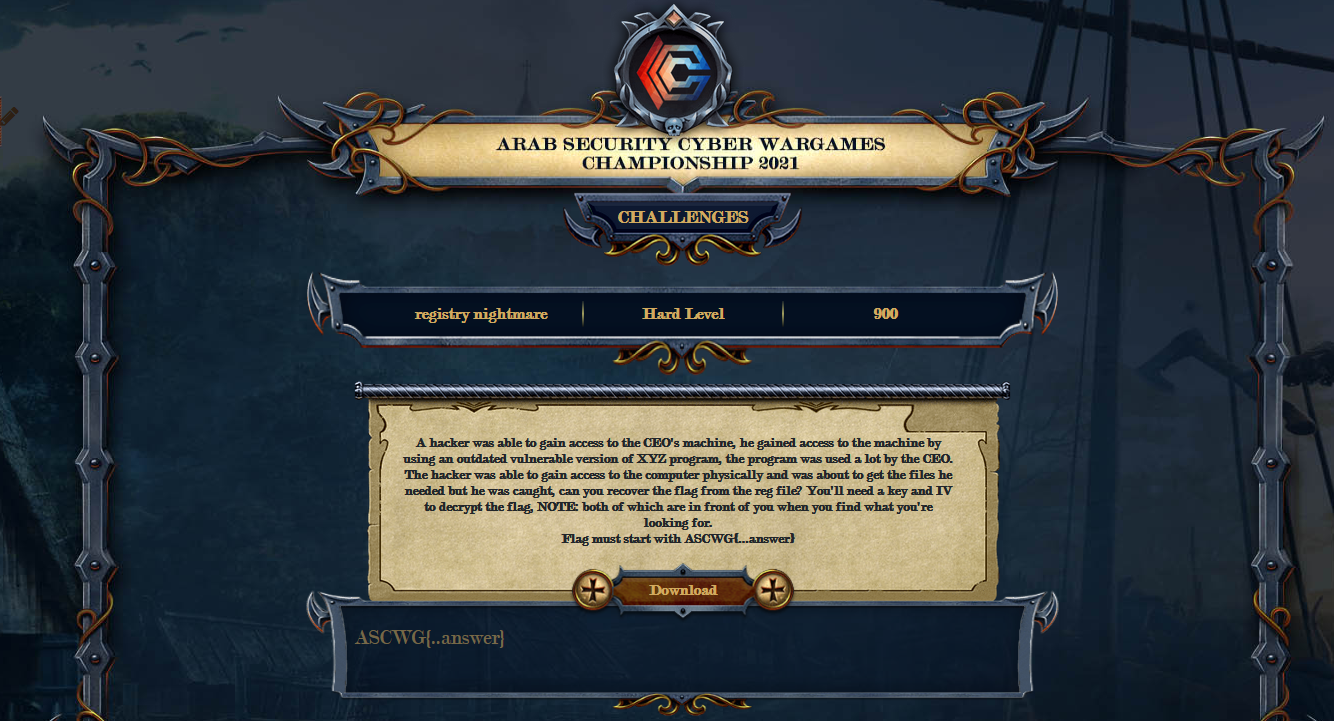 ARAB SECURITY CYBER WARGAMES
CHAMPIONSHIP 2021
CHALLENGES
registry nightmare
Hard Level
900
A hacker was able to gain access to the CEO's machine, he gained access to the machine by
using an outdated vulnerable version of XYZ program, the program was used a lot by the CEO.
The hacker was able to gain access to the computer physically and was about to get the files he
needed but he was caught, can you recover the flag from the reg file? You'll need a key and IV
to decrypt the flag, NOTE: both of which are in front of you when you find what you're
looking for.
Flag must start with ASCWG{...answer}
Download
ASCWG{..answer}